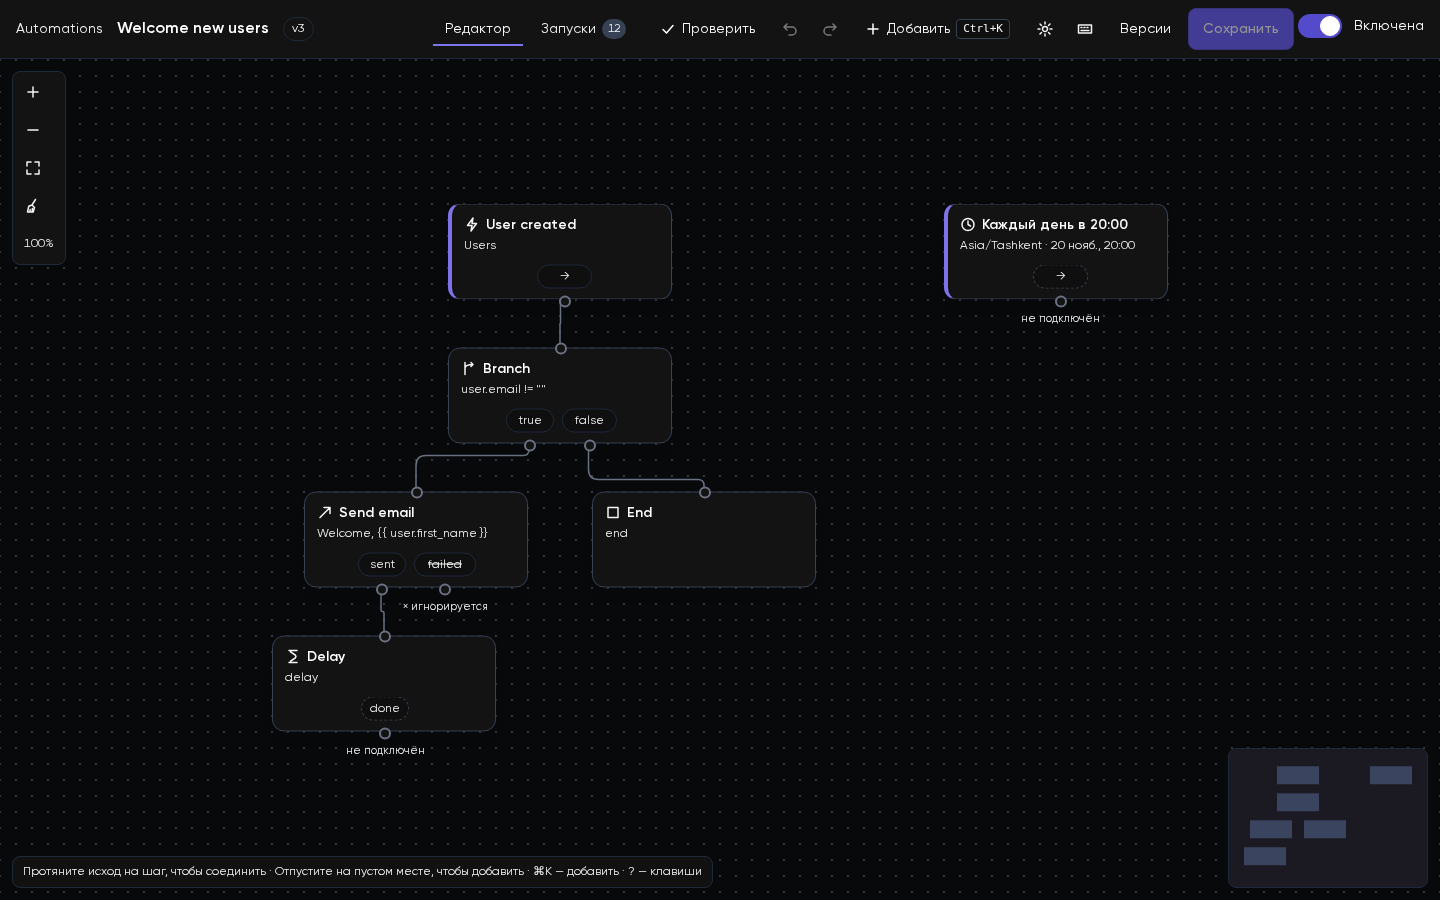 Automations Welcome new users v3 Редактор Запуски 12 Проверить Добавить Ctrl+K Версии Сохранить Включена
100%
User created
Users
→
Каждый день в 20:00
Asia/Tashkent · 20 нояб., 20:00
→
не подключён
Branch
user.email != ""
true false
Send email
Welcome, {{ user.first_name }}
sent failed
× игнорируется
End
end
Delay
delay
done
не подключён
Протяните исход на шаг, чтобы соединить · Отпустите на пустом месте, чтобы добавить · ⌘K — добавить · ? — клавиши